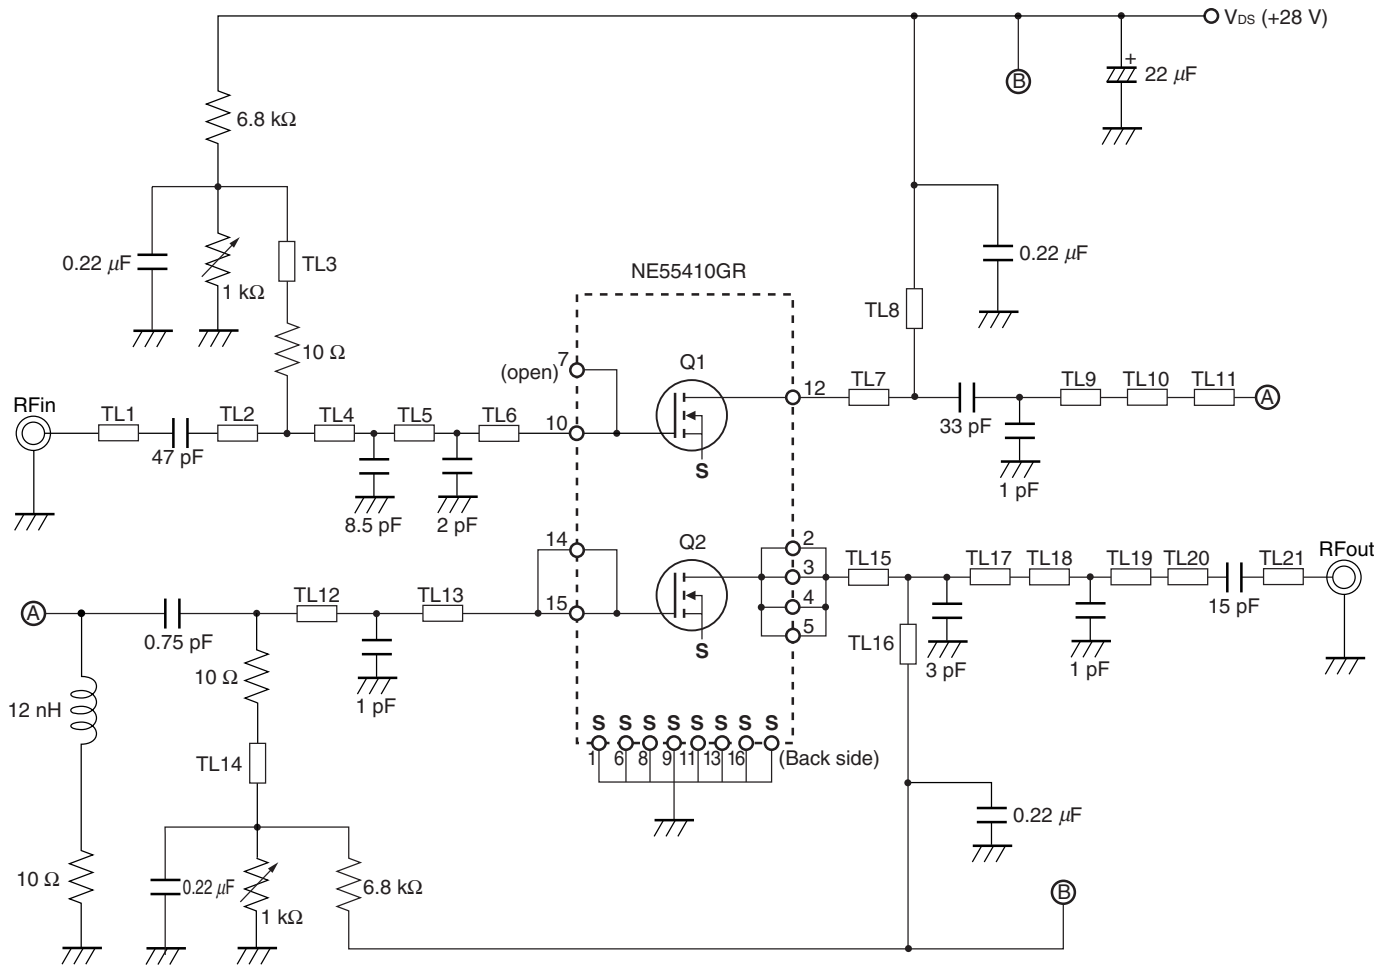 VDS (+28 V)
B
+
22 µF
6.8 kΩ
0.22 µF
1 kΩ
TL3
10 Ω
NE55410GR
0.22 µF
TL8
7
(open)
Q1
12
TL7
TL9
TL10
TL11
A
33 pF
1 pF
RFin
TL1
TL2
TL4
TL5
TL6
10
47 pF
8.5 pF
2 pF
S
14
Q2
2
3
4
5
TL15
TL17
TL18
TL19
TL20
TL21
RFout
15 pF
TL16
3 pF
1 pF
A
0.75 pF
TL12
TL13
15
S
10 Ω
1 pF
12 nH
TL14
S S S S S S S S
1 6 8 9 11 13 16 (Back side)
0.22 µF
10 Ω
0.22 µF
1 kΩ
6.8 kΩ
B